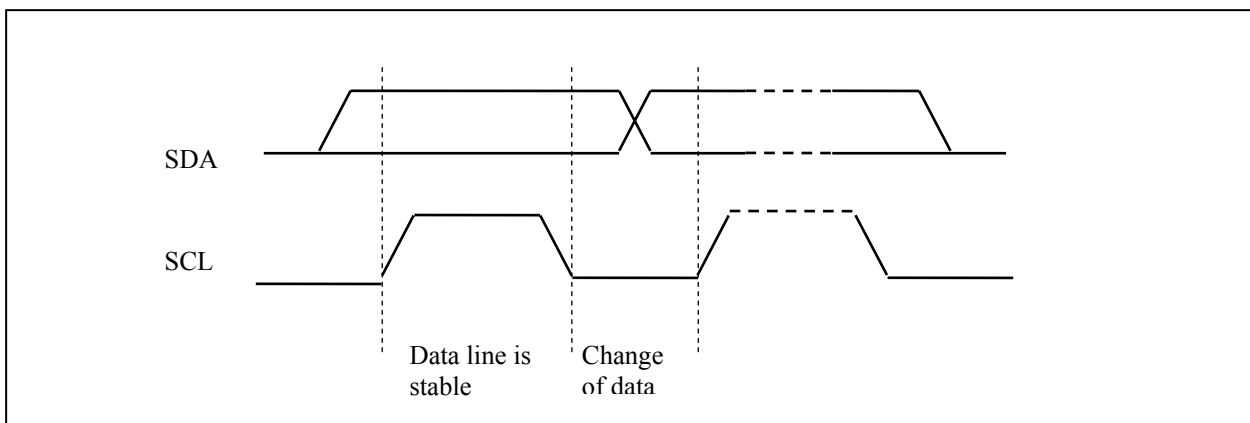 SDA
SCL
Data line is
stable
Change
of data